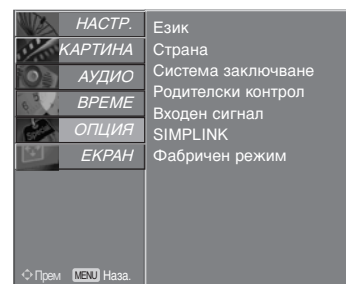 НАСТР.
КАРТИНА
АУДИО
ВРЕМЕ
ОПЦИЯ
ЕКРАН
Език
Страна
Система заключване
Родителски контрол
Входен сигнал
SIMPLINK
Фабричен режим
Прем MENU Наза.